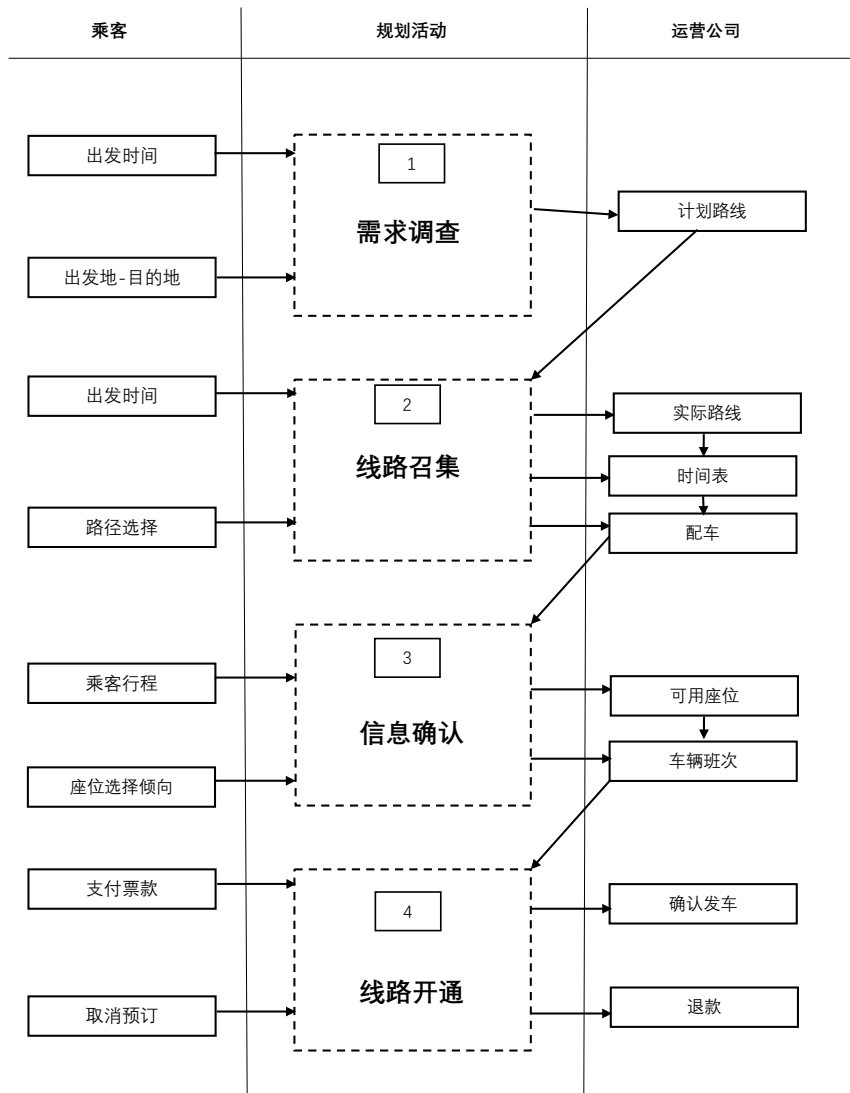 乘客
规划活动
运营公司
出发时间
1
需求调查
计划路线
出发地-目的地
出发时间
2
线路召集
实际路线
时间表
路径选择
配车
乘客行程
3
信息确认
可用座位
车辆班次
座位选择倾向
支付票款
4
线路开通
确认发车
取消预订
退款